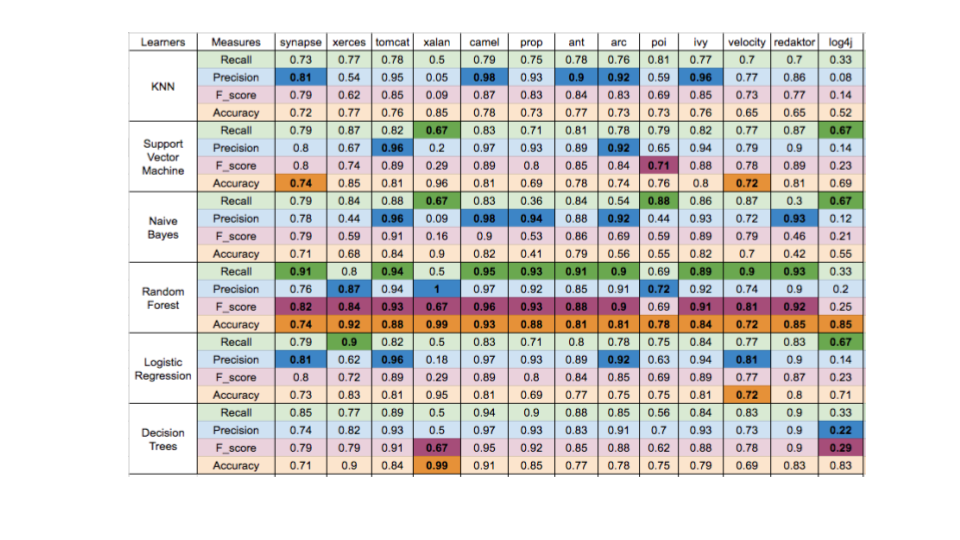 Learners Measures synapse xerces tomcat xalan camel prop ant arc poi ivy velocity redaktor log4j
KNN
Recall 0.73 0.77 0.78 0.5 0.79 0.75 0.78 0.76 0.81 0.77 0.7 0.7 0.33
Precision 0.81 0.54 0.95 0.05 0.98 0.93 0.9 0.92 0.59 0.96 0.77 0.86 0.08
F_score 0.79 0.62 0.85 0.09 0.87 0.83 0.84 0.83 0.69 0.85 0.73 0.77 0.14
Accuracy 0.72 0.77 0.76 0.85 0.78 0.73 0.77 0.73 0.73 0.76 0.65 0.65 0.52
Support
Vector
Machine
Recall 0.79 0.87 0.82 0.67 0.83 0.71 0.81 0.78 0.79 0.82 0.77 0.87 0.67
Precision 0.8 0.67 0.96 0.2 0.97 0.93 0.89 0.92 0.65 0.94 0.79 0.9 0.14
F_score 0.8 0.74 0.89 0.29 0.89 0.8 0.85 0.84 0.71 0.88 0.78 0.89 0.23
Accuracy 0.74 0.85 0.81 0.96 0.81 0.69 0.78 0.74 0.76 0.8 0.72 0.81 0.69
Naive
Bayes
Recall 0.79 0.84 0.88 0.67 0.83 0.36 0.84 0.54 0.88 0.86 0.87 0.3 0.67
Precision 0.78 0.44 0.96 0.09 0.98 0.94 0.88 0.92 0.44 0.93 0.72 0.93 0.12
F_score 0.79 0.59 0.91 0.16 0.9 0.53 0.86 0.69 0.59 0.89 0.79 0.46 0.21
Accuracy 0.71 0.68 0.84 0.9 0.82 0.41 0.79 0.56 0.55 0.82 0.7 0.42 0.55
Random
Forest
Recall 0.91 0.8 0.94 0.5 0.95 0.93 0.91 0.9 0.69 0.89 0.9 0.93 0.33
Precision 0.76 0.87 0.94 1 0.97 0.92 0.85 0.91 0.72 0.92 0.74 0.9 0.2
F_score 0.82 0.84 0.93 0.67 0.96 0.93 0.88 0.9 0.69 0.91 0.81 0.92 0.25
Accuracy 0.74 0.92 0.88 0.99 0.93 0.88 0.81 0.81 0.78 0.84 0.72 0.85 0.85
Logistic
Regression
Recall 0.79 0.9 0.82 0.5 0.83 0.71 0.8 0.78 0.75 0.84 0.77 0.83 0.67
Precision 0.81 0.62 0.96 0.18 0.97 0.93 0.89 0.92 0.63 0.94 0.81 0.9 0.14
F_score 0.8 0.72 0.89 0.29 0.89 0.8 0.84 0.85 0.69 0.89 0.77 0.87 0.23
Accuracy 0.73 0.83 0.81 0.95 0.81 0.69 0.77 0.75 0.75 0.81 0.72 0.8 0.71
Decision
Trees
Recall 0.85 0.77 0.89 0.5 0.94 0.9 0.88 0.85 0.56 0.84 0.83 0.9 0.33
Precision 0.74 0.82 0.93 0.5 0.97 0.93 0.83 0.91 0.7 0.93 0.73 0.9 0.22
F_score 0.79 0.79 0.91 0.67 0.95 0.92 0.85 0.88 0.62 0.88 0.78 0.9 0.29
Accuracy 0.71 0.9 0.84 0.99 0.91 0.85 0.77 0.78 0.75 0.79 0.69 0.83 0.83